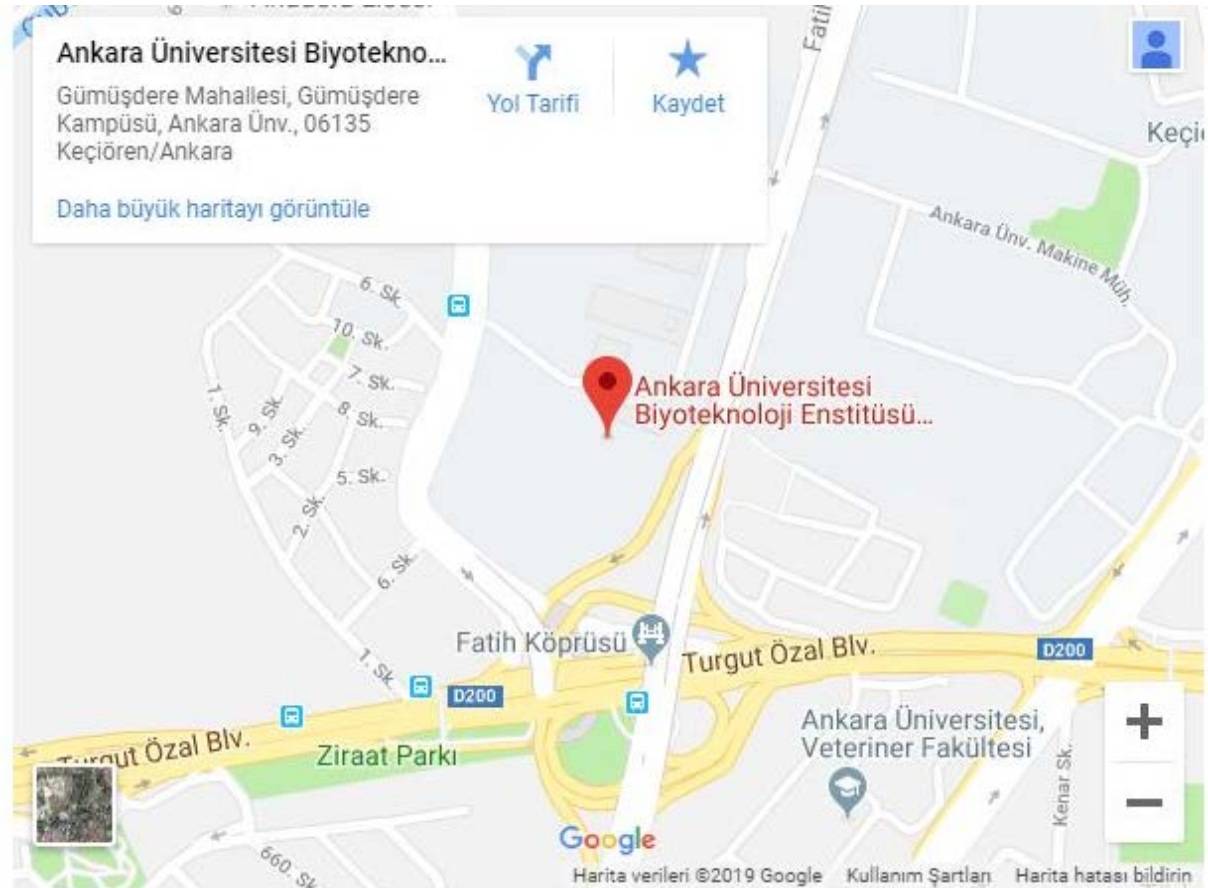 Ankara Üniversitesi Biyotekno...
Gümüşdere Mahallesi, Gümüşdere
Kampüsü, Ankara Ünv., 06135
Keçiören/Ankara
Daha büyük haritayı görüntüle
Yol Tarifi
Kaydet
Fatil
Keçi
Ankara Ünv. Makine Müh.
6. Sk.
10. Sk.
7. Sk.
1. Sk.
9. Sk.
8. Sk.
3. Sk.
5. Sk.
2. Sk.
6. Sk.
1. Sk.
Ankara Üniversitesi
Biyoteknoloji Enstitüsü...
Fatih Köprüsü
Turgut Özal Blv.
D200
D200
Turgut Özal Blv.
Ziraat Parkı
Ankara Üniversitesi,
Veteriner Fakültesi
Kenar Sk.
+
−
660. Sk
Google
Harita verileri ©2019 Google Kullanım Şartları Harita hatası bildirin